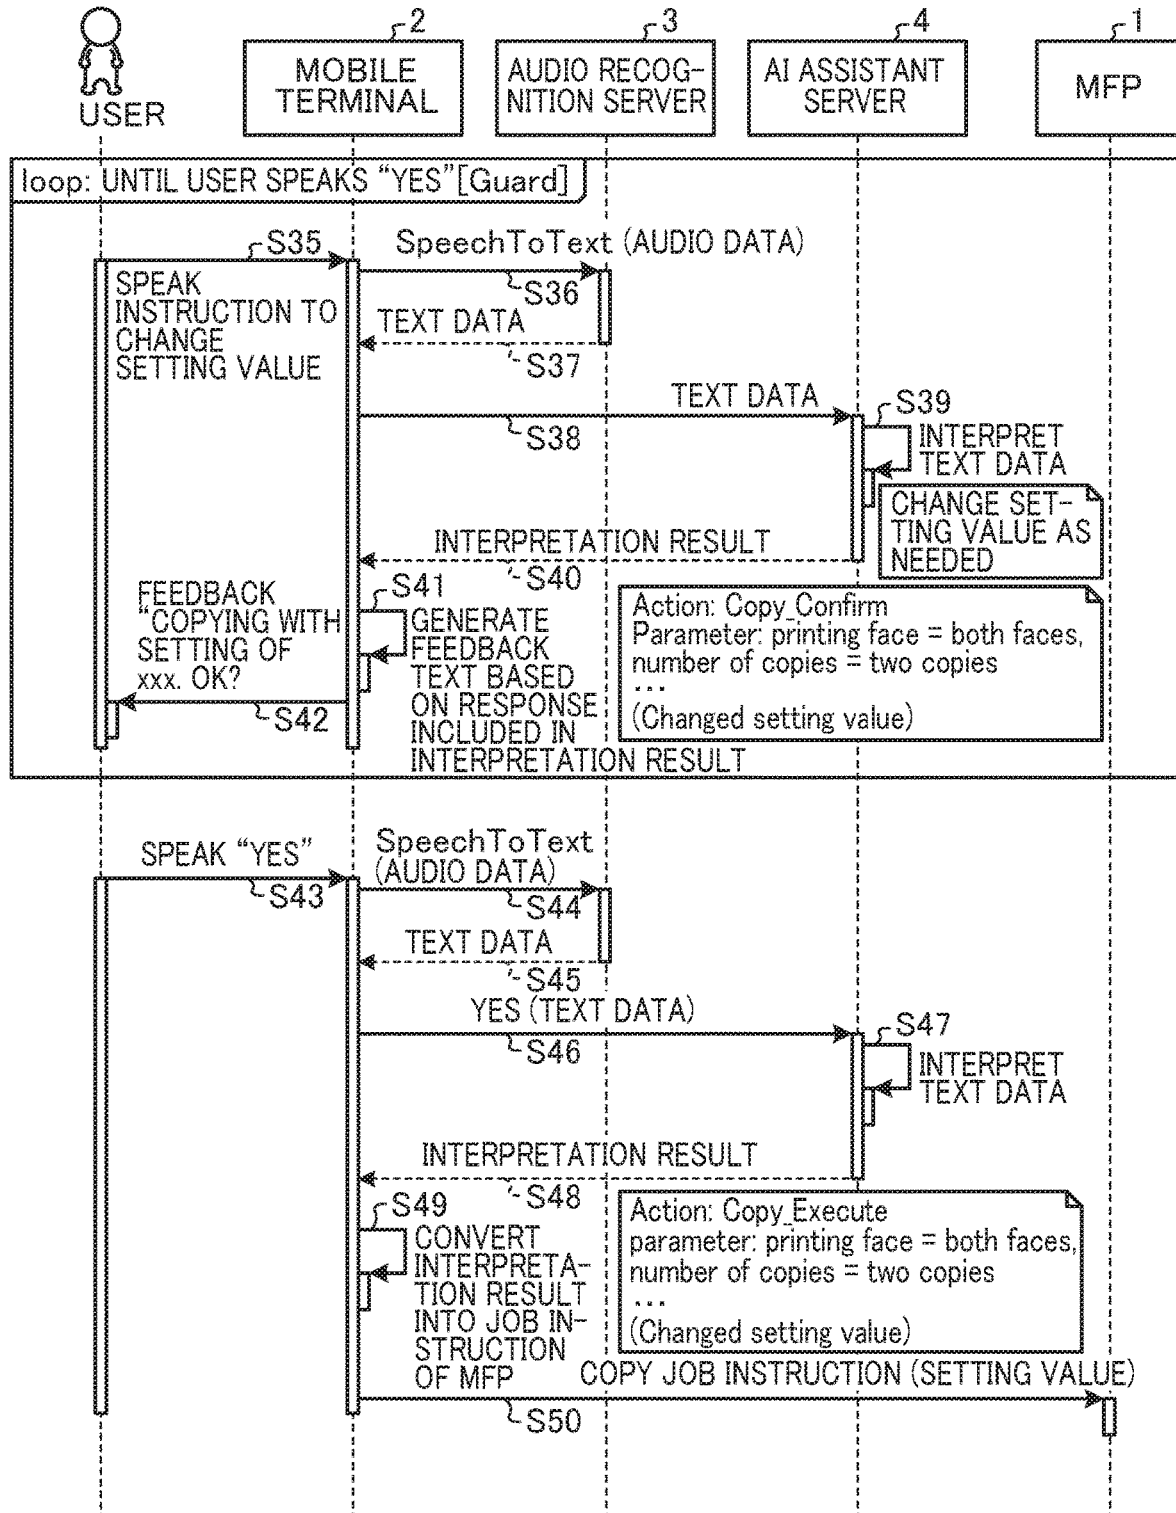 2
3
4
1
USER
MOBILE
TERMINAL
AUDIO RECOG-
NITION SERVER
AI ASSISTANT
SERVER
MFP
loop: UNTIL USER SPEAKS “YES”[Guard]
S35
SPEAK
INSTRUCTION TO
CHANGE
SETTING VALUE
SpeechToText (AUDIO DATA)
S36
TEXT DATA
S37
TEXT DATA
S38
S39
INTERPRET
TEXT DATA
CHANGE SET-
TING VALUE AS
NEEDED
INTERPRETATION RESULT
S40
S41
GENERATE
FEEDBACK
TEXT BASED
ON RESPONSE
INCLUDED IN
INTERPRETATION RESULT
FEEDBACK
“COPYING WITH
SETTING OF
xxx. OK?
S42
Action: Copy_Confirm
Parameter: printing face = both faces,
number of copies = two copies
...
(Changed setting value)
SPEAK “YES”
S43
SpeechToText
(AUDIO DATA)
S44
TEXT DATA
S45
YES (TEXT DATA)
S46
S47
INTERPRET
TEXT DATA
INTERPRETATION RESULT
S48
S49
CONVERT
INTERPRETA-
TION RESULT
INTO JOB IN-
STRUCTION
OF MFP
Action: Copy_Execute
parameter: printing face = both faces,
number of copies = two copies
...
(Changed setting value)
COPY JOB INSTRUCTION (SETTING VALUE)
S50